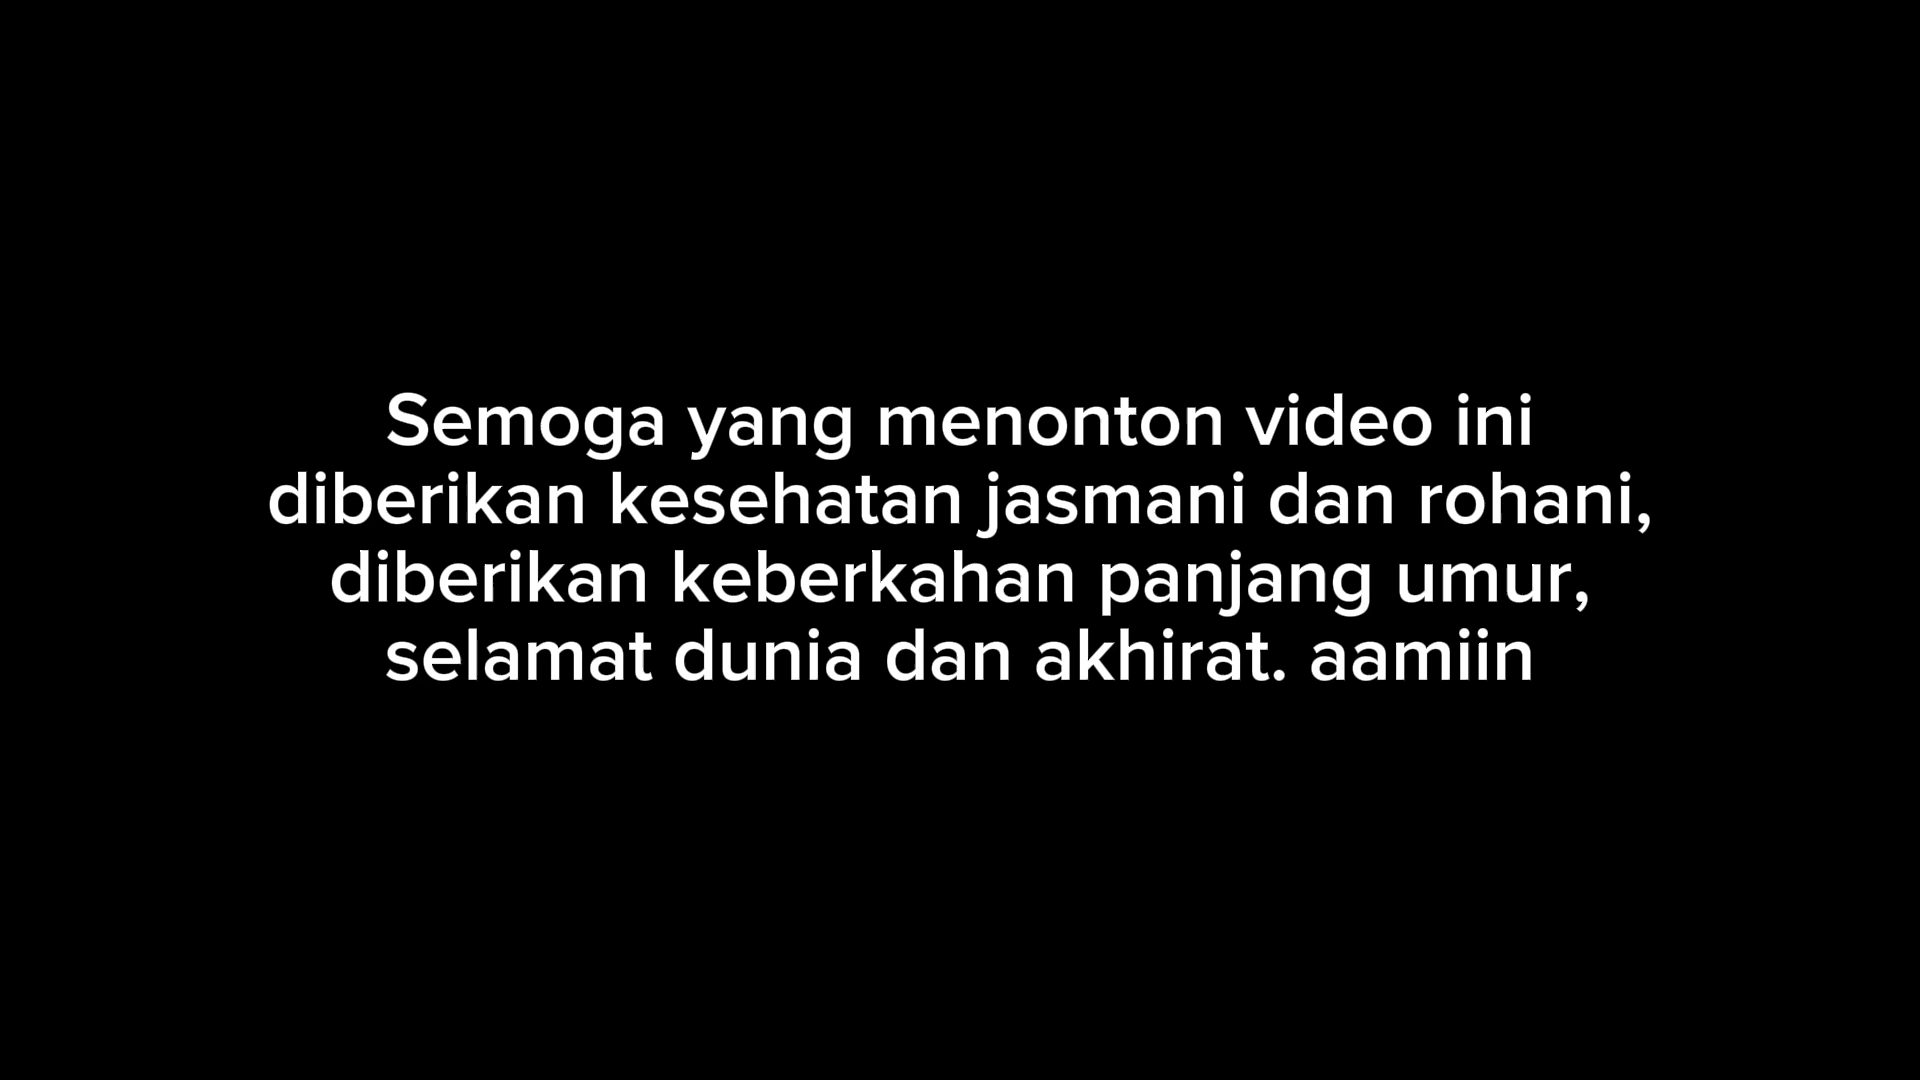 Semoga yang menonton video ini
diberikan kesehatan jasmani dan rohani,
diberikan keberkahan panjang umur,
selamat dunia dan akhirat. aamiin